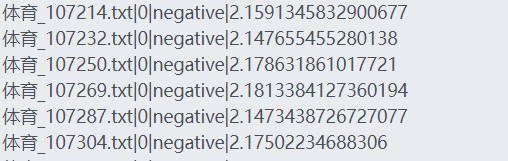 体育_107214.txt|0|negative|2.1591345832900677
体育_107232.txt|0|negative|2.147655455280138
体育_107250.txt|0|negative|2.178631861017721
体育_107269.txt|0|negative|2.1813384127360194
体育_107287.txt|0|negative|2.1473438726727077
体育_107304.txt|0|negative|2.17502234688306